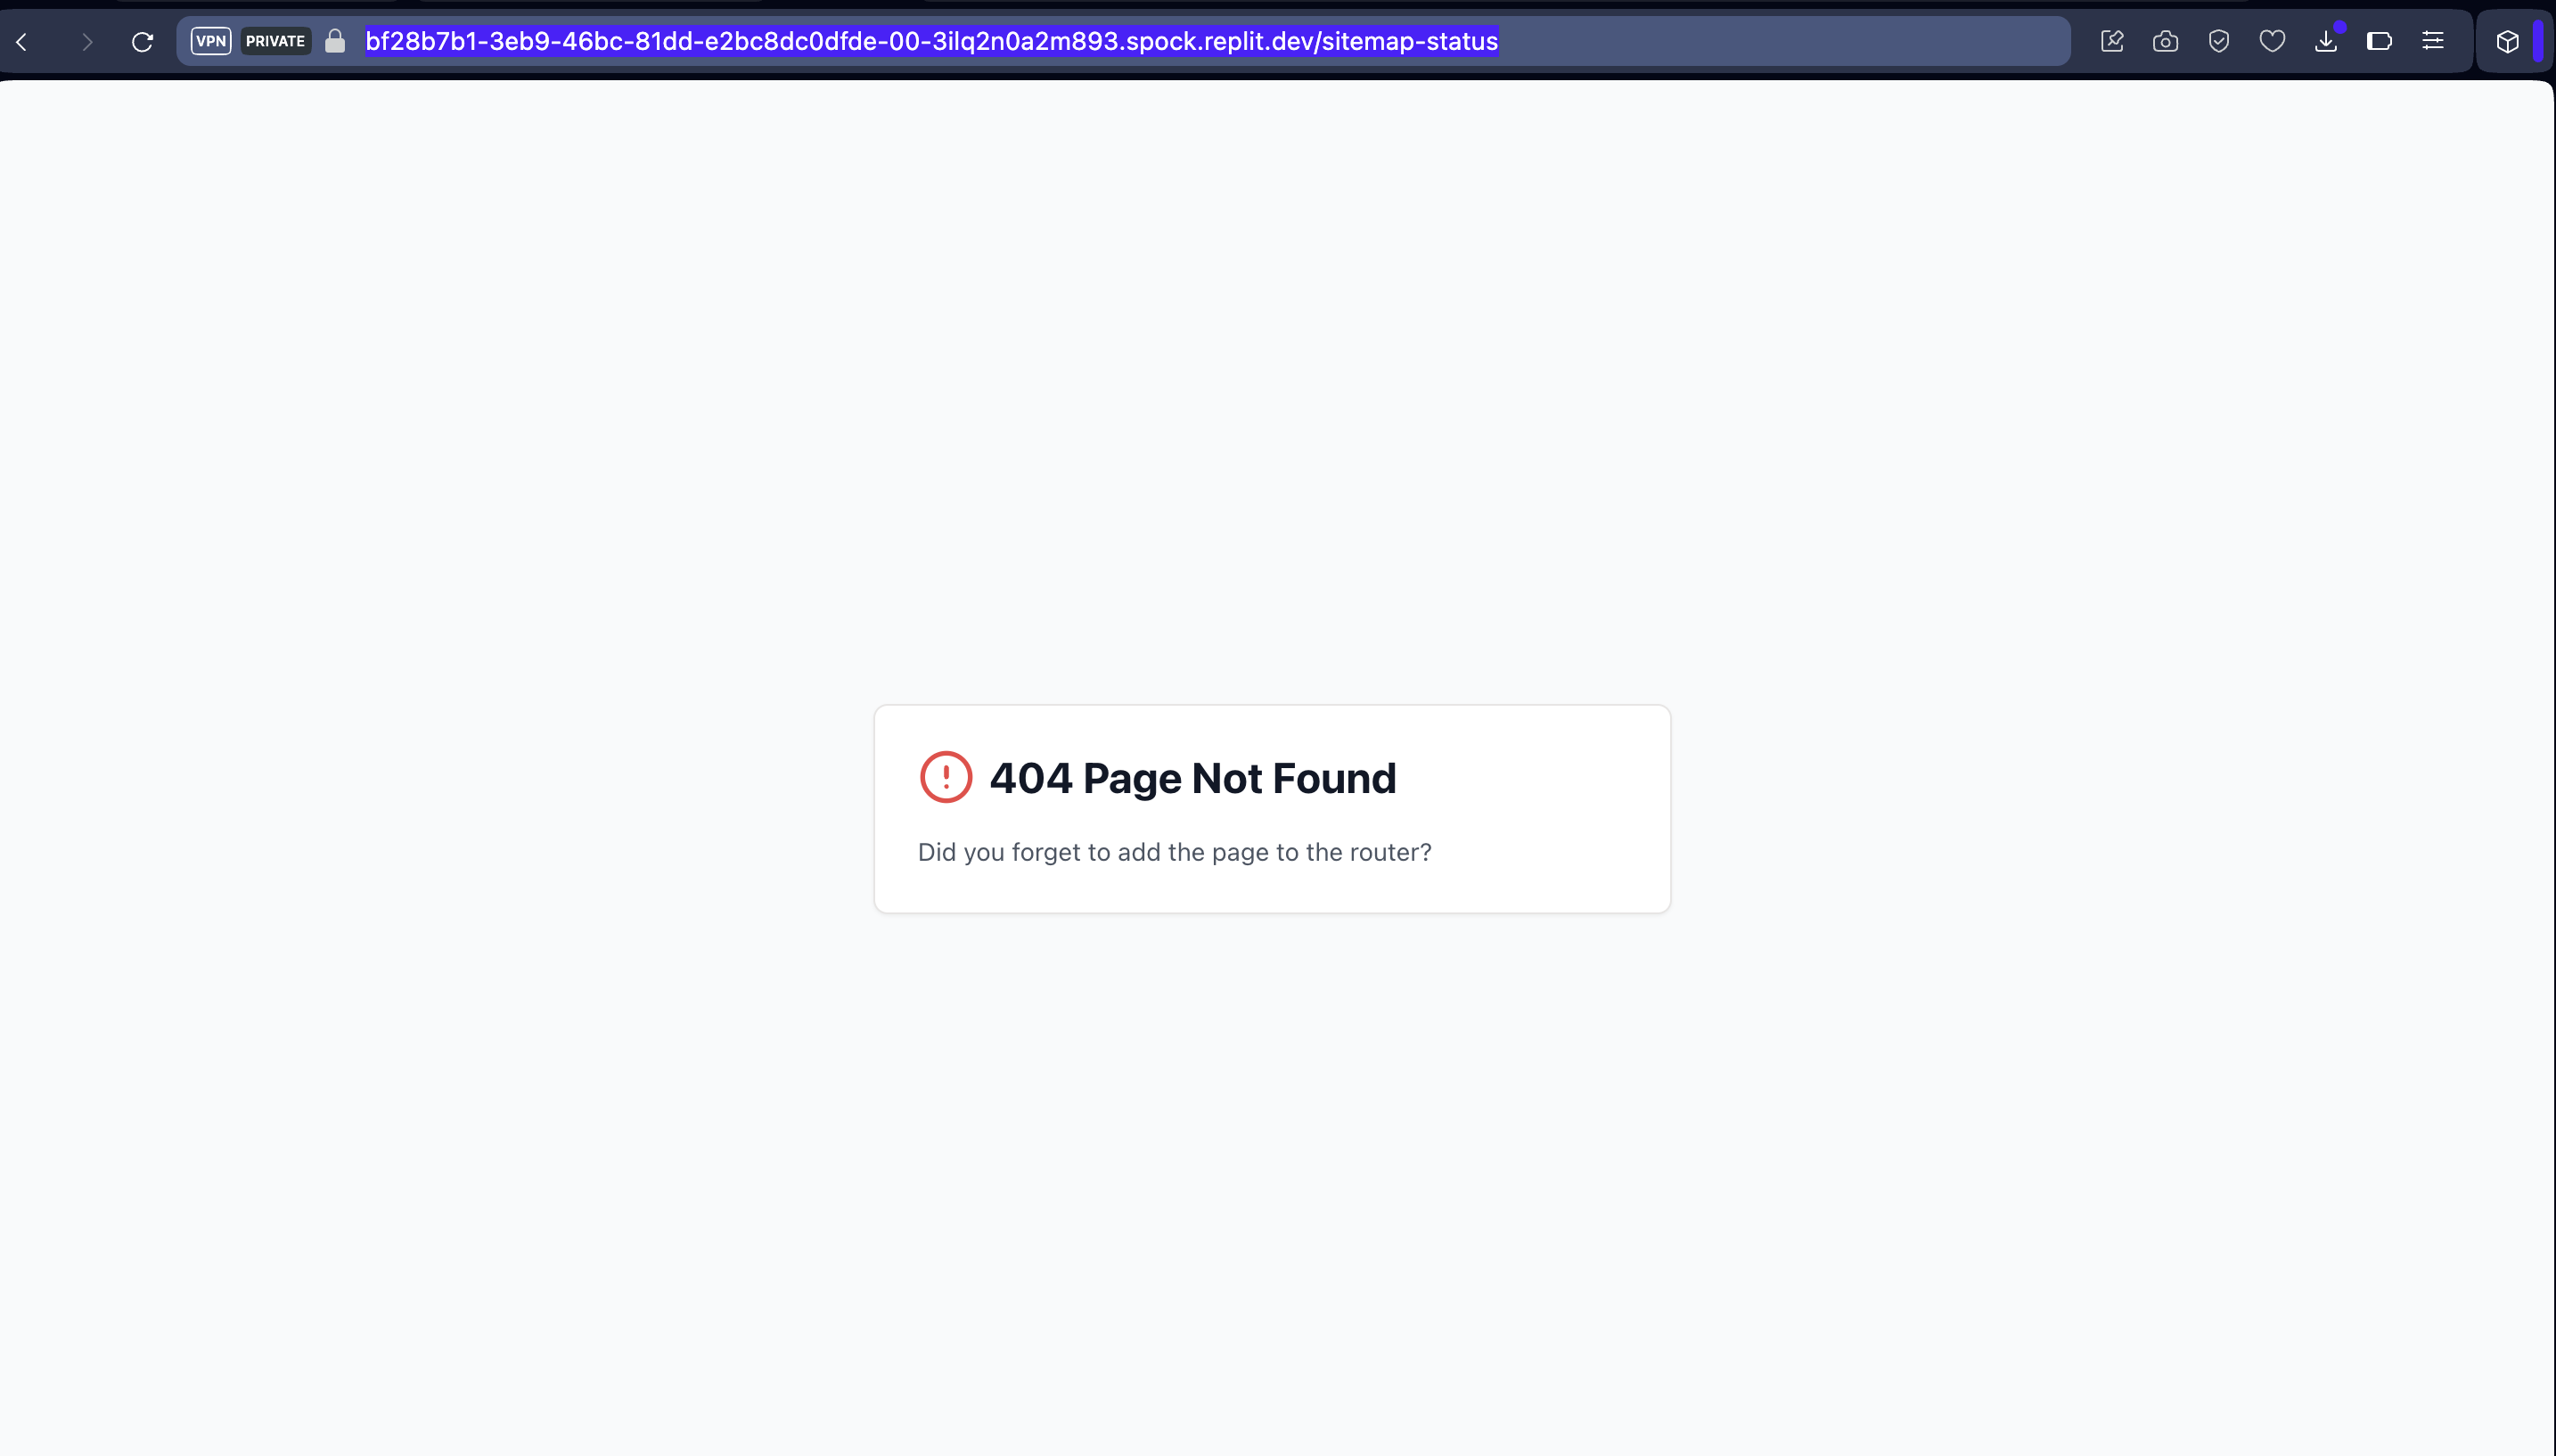 VPN PRIVATE bf28b7b1-3eb9-46bc-81dd-e2bc8dc0dfde-00-3ilq2n0a2m893.spock.replit.dev/sitemap-status
404 Page Not Found
Did you forget to add the page to the router?